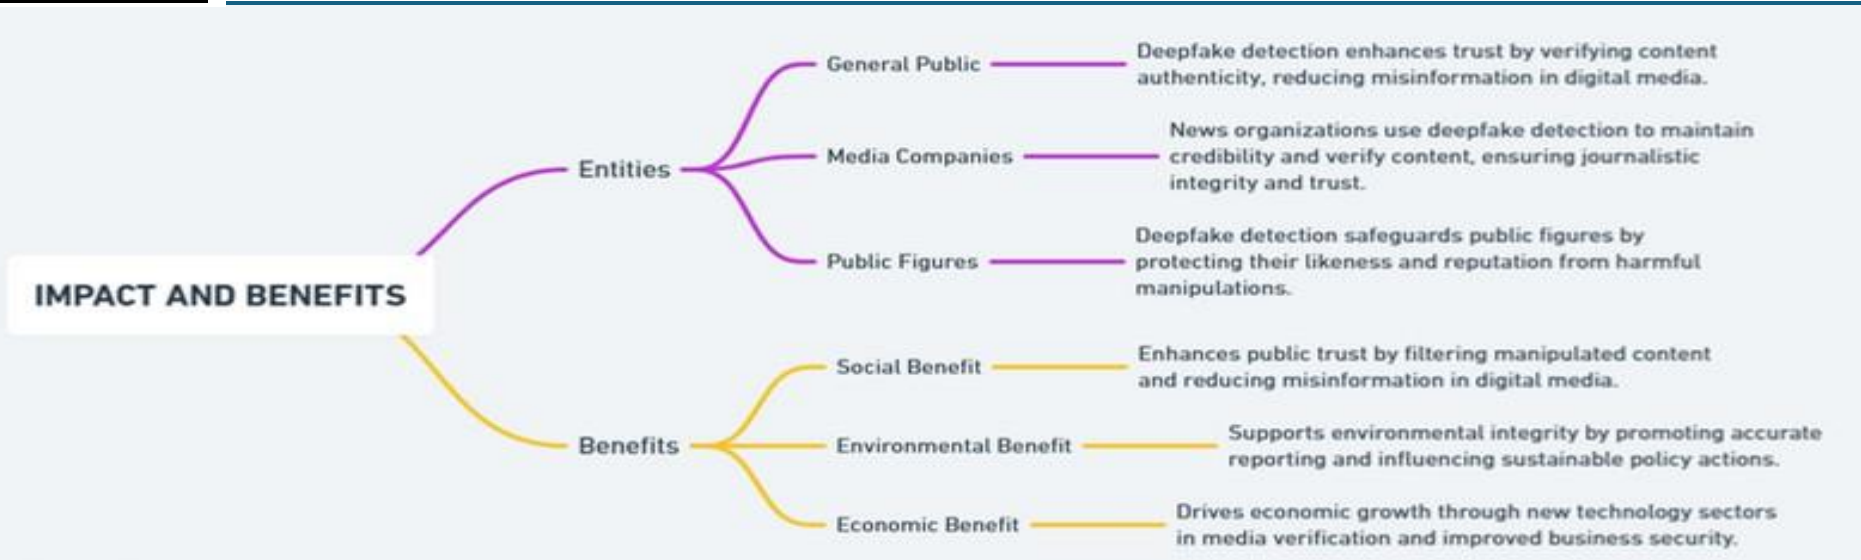 IMPACT AND BENEFITS
Entities
General Public
Deepfake detection enhances trust by verifying content
authenticity, reducing misinformation in digital media.
Media Companies
News organizations use deepfake detection to maintain
credibility and verify content, ensuring journalistic
integrity and trust.
Public Figures
Deepfake detection safeguards public figures by
protecting their likeness and reputation from harmful
manipulations.
Benefits
Social Benefit
Enhances public trust by filtering manipulated content
and reducing misinformation in digital media.
Environmental Benefit
Supports environmental integrity by promoting accurate
reporting and influencing sustainable policy actions.
Economic Benefit
Drives economic growth through new technology sectors
in media verification and improved business security.